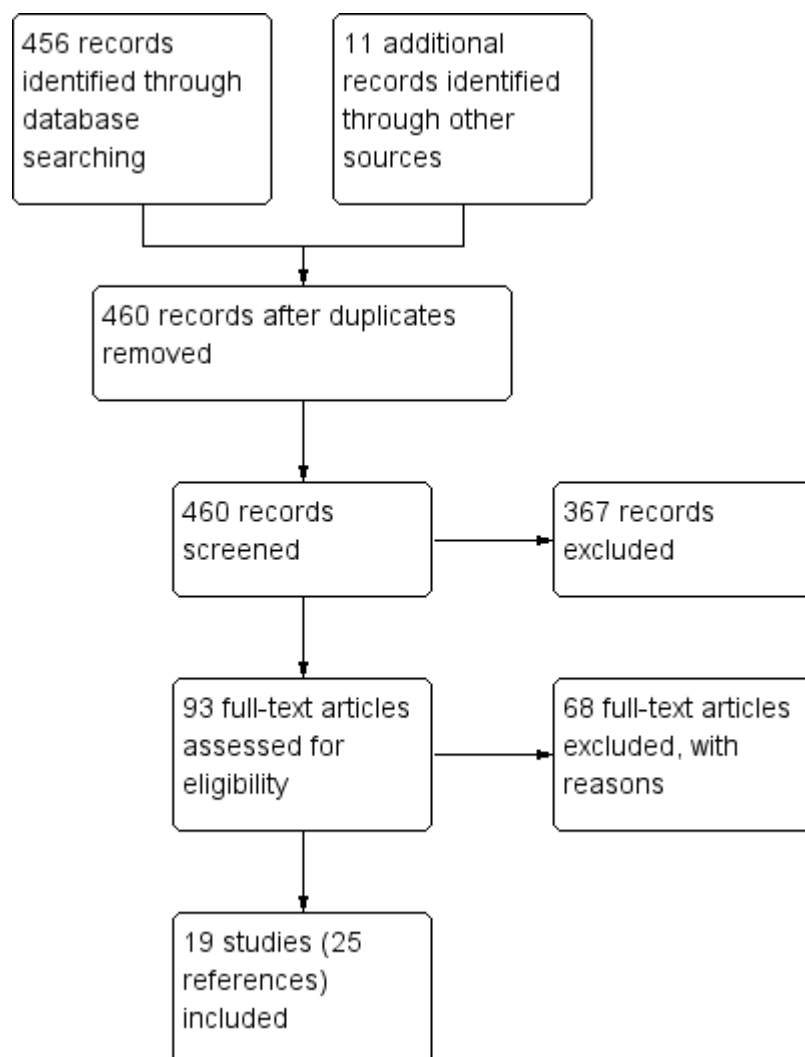 456 records
identified through
database
searching
11 additional
records identified
through other
sources
460 records after duplicates
removed
460 records
screened
367 records
excluded
93 full-text articles
assessed for
eligibility
68 full-text articles
excluded, with
reasons
19 studies (25
references)
included